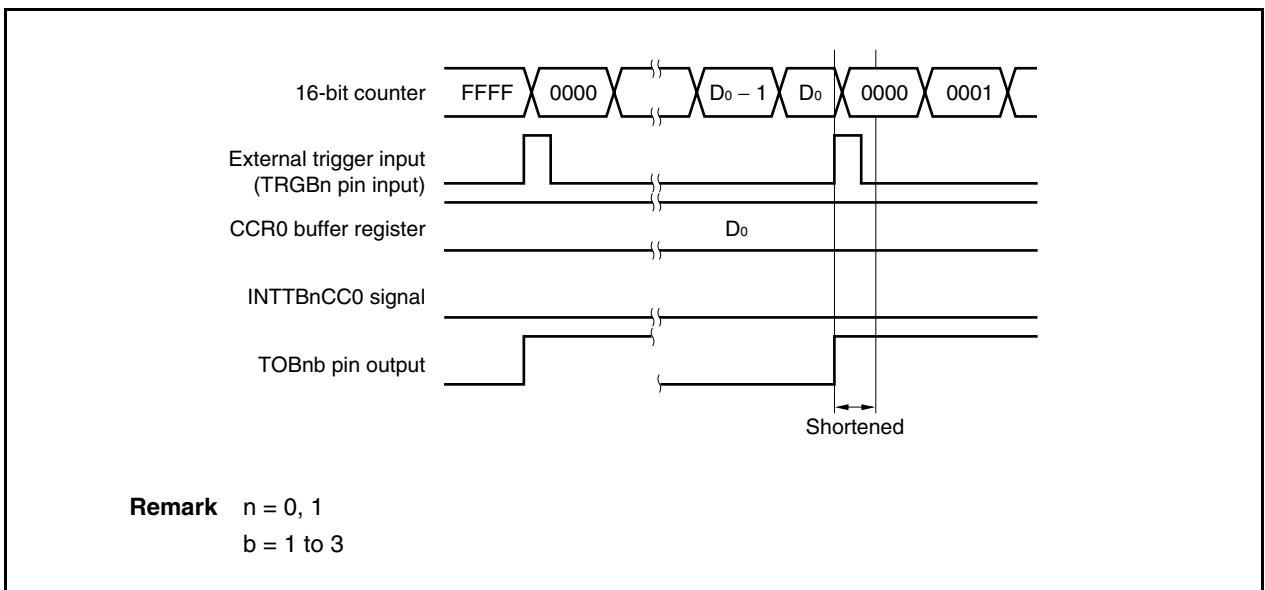 16-bit counter FFFF 0000 D0 − 1 D0 0000 0001
External trigger input
(TRGBn pin input)
CCR0 buffer register D0
INTTBnCC0 signal
TOBnb pin output
Shortened
Remark n = 0, 1
b = 1 to 3